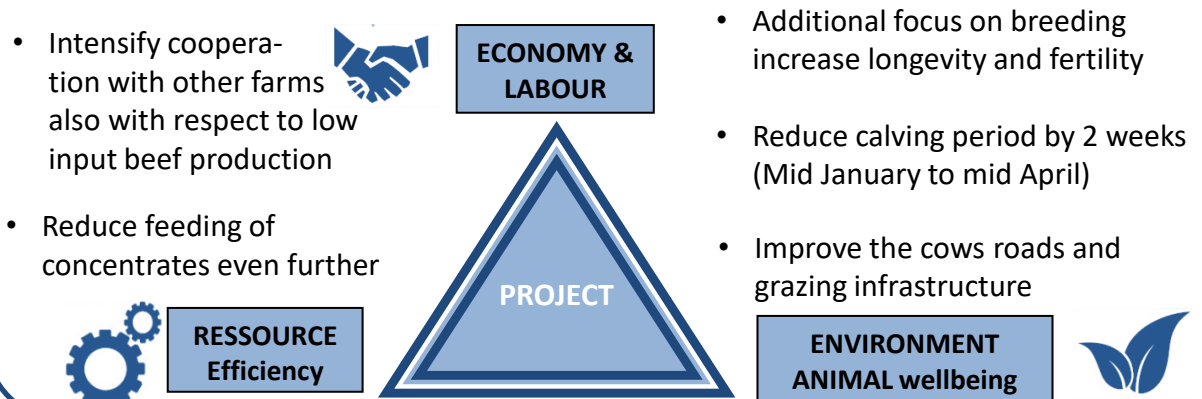 • Intensify coopera-
tion with other farms
also with respect to low
input beef production
• Reduce feeding of
concentrates even further
ECONOMY &
LABOUR
• Additional focus on breeding
increase longevity and fertility
• Reduce calving period by 2 weeks
(Mid January to mid April)
• Improve the cows roads and
grazing infrastructure
PROJECT
RESSOURCE
Efficiency
ENVIRONMENT
ANIMAL wellbeing